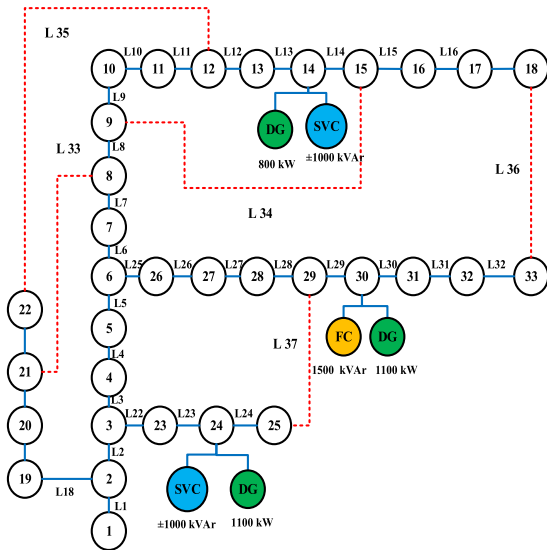 L 35
L10 L11 L12 L13 L14 L15 L16
10 11 12 13 14 15 16 17 18
L9
9
DG SVC
800 kW ±1000 kVAr
L 33
L8
8
L 36
L7
L 34
7
L6
L25 L26 L27 L28 L29 L30 L31 L32
6 26 27 28 29 30 31 32 33
L5
22
5
FC DG
L 37
L4
1500 kVAr 1100 kW
21
4
L3
L22 L23 L24
20 3 23 24 25
L2
19 2
L18
SVC DG
L1
±1000 kVAr 1100 kW
1